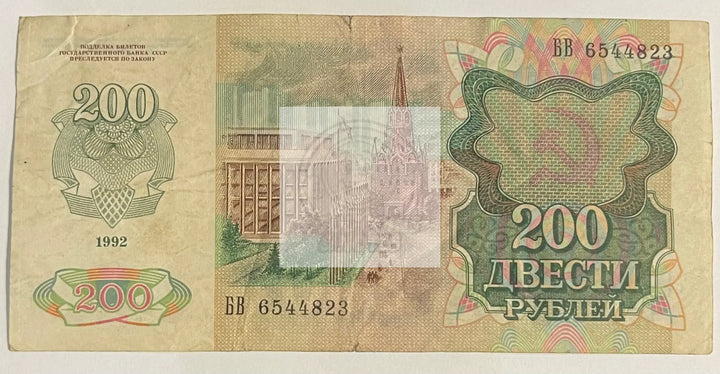 ПОДДЕЛКА БИЛЕТОВ
ГОСУДАРСТВЕННОГО БАНКА СССР
ПРЕСЛЕДУЕТСЯ ПО ЗАКОНУ
БВ 6544823
200
1992
200
БВ 6544823
200
ДВЕСТИ
РУБЛЕЙ